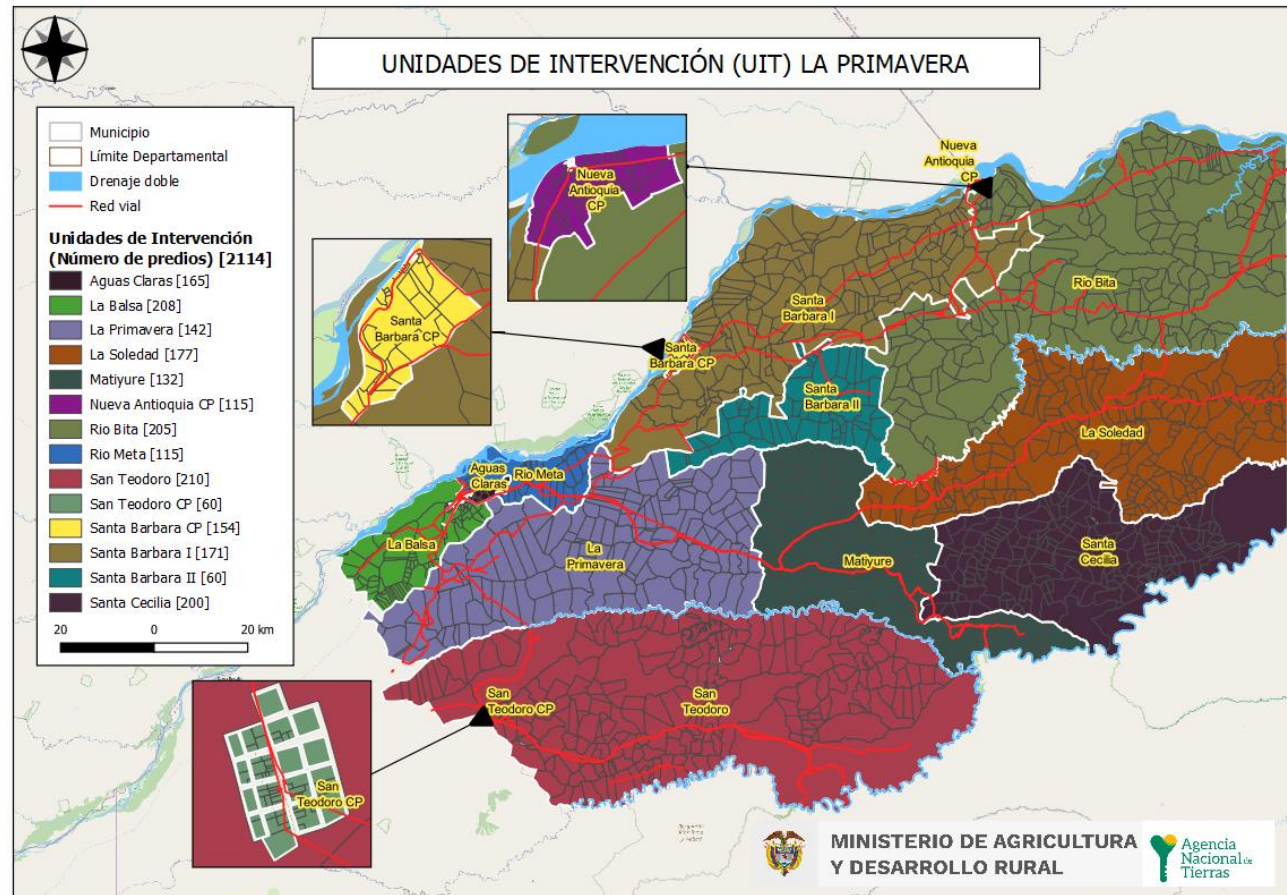 UNIDADES DE INTERVENCIÓN (UIT) LA PRIMAVERA
Municipio
Límite Departamental
Drenaje doble
Red vial
Unidades de Intervención
(Número de predios) [2114]
Aguas Claras [165]
La Balsa [208]
La Primavera [142]
La Soledad [177]
Matiyure [132]
Nueva Antioquia CP [115]
Rio Bita [205]
Rio Meta [115]
San Teodoro [210]
San Teodoro CP [60]
Santa Barbara CP [154]
Santa Barbara I [171]
Santa Barbara II [60]
Santa Cecilia [200]
20 0 20 km
Nueva
Antioquia
CP
Nueva
Antioquia
CP
Santa
Barbara CP
Santa
Barbara I
Rio Bita
Santa
Barbara CP
Santa
Barbara II
La Soledad
Aguas
Claras
Rio Meta
La Balsa
La
Primavera
Matiyure
Santa
Cecilia
San
Teodoro CP
San
Teodoro
San
Teodoro CP
MINISTERIO DE AGRICULTURA
Y DESARROLLO RURAL
Agencia
Nacional de
Tierras